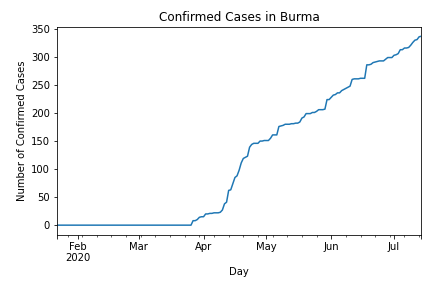 Confirmed Cases in Burma
350
300
250
200
150
100
50
0
Number of Confirmed Cases
Feb Mar Apr May Jun Jul
2020
Day